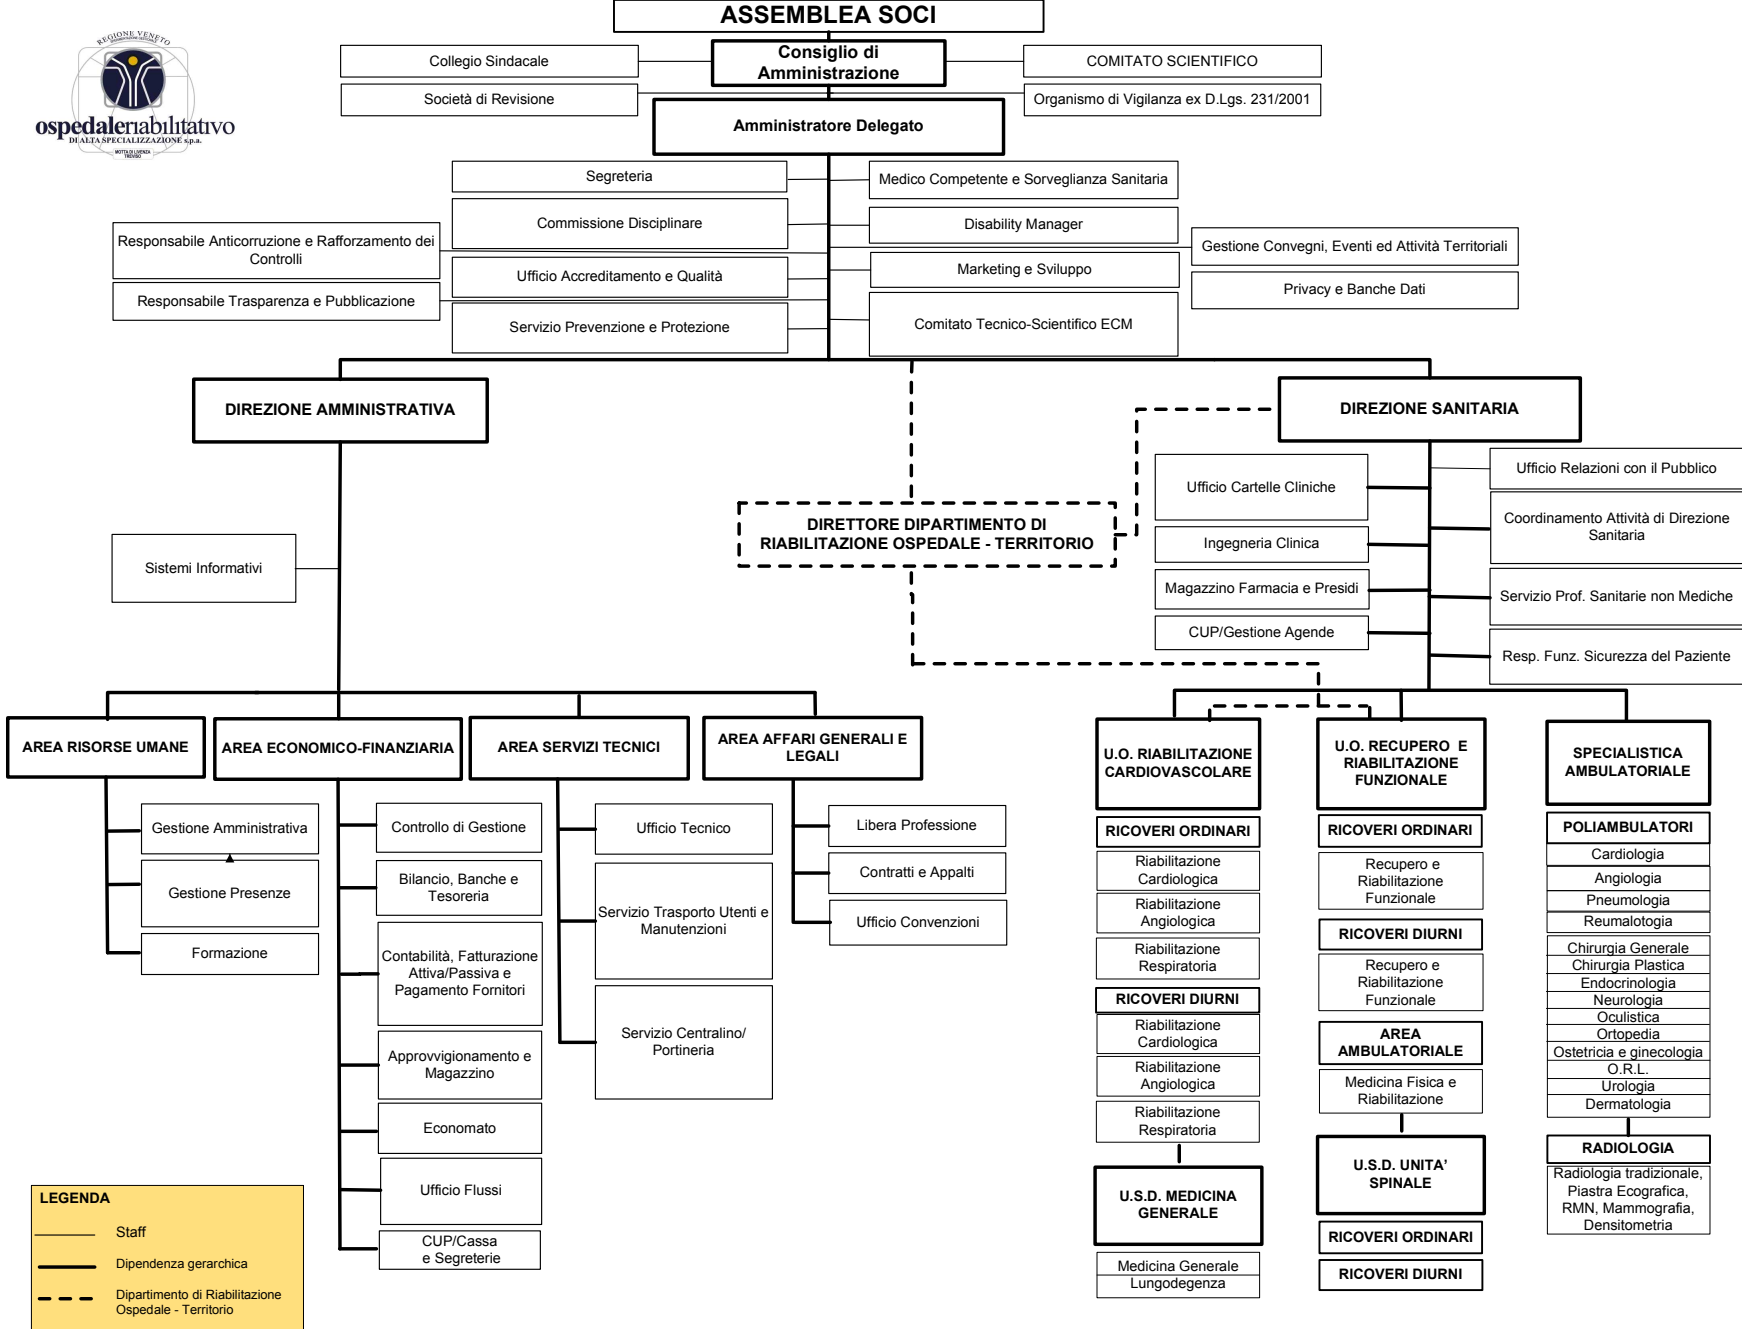 ASSEMBLEA SOCI
REGIONE VENETO
ospedaleriabilitativo
DI ALTA SPECIALIZZAZIONE s.p.a.
MOTTA DI LIVENZA
TREVISO
Collegio Sindacale
Consiglio di
Amministrazione
COMITATO SCIENTIFICO
Società di Revisione
Organismo di Vigilanza ex D.Lgs. 231/2001
Amministratore Delegato
Segreteria
Medico Competente e Sorveglianza Sanitaria
Commissione Disciplinare
Disability Manager
Responsabile Anticorruzione e Rafforzamento dei
Controlli
Gestione Convegni, Eventi ed Attività Territoriali
Ufficio Accreditamento e Qualità
Marketing e Sviluppo
Responsabile Trasparenza e Pubblicazione
Privacy e Banche Dati
Servizio Prevenzione e Protezione
Comitato Tecnico-Scientifico ECM
DIREZIONE AMMINISTRATIVA
DIREZIONE SANITARIA
Ufficio Relazioni con il Pubblico
Ufficio Cartelle Cliniche
Coordinamento Attività di Direzione
Sanitaria
DIRETTORE DIPARTIMENTO DI
RIABILITAZIONE OSPEDALE - TERRITORIO
Ingegneria Clinica
Sistemi Informativi
Magazzino Farmacia e Presidi
Servizio Prof. Sanitarie non Mediche
CUP/Gestione Agende
Resp. Funz. Sicurezza del Paziente
AREA RISORSE UMANE
AREA ECONOMICO-FINANZIARIA
AREA SERVIZI TECNICI
AREA AFFARI GENERALI E
LEGALI
U.O. RIABILITAZIONE
CARDIOVASCOLARE
U.O. RECUPERO E
RIABILITAZIONE
FUNZIONALE
SPECIALISTICA
AMBULATORIALE
Gestione Amministrativa
Gestione Presenze
Formazione
Controllo di Gestione
Bilancio, Banche e
Tesoreria
Contabilità, Fatturazione
Attiva/Passiva e
Pagamento Fornitori
Approvvigionamento e
Magazzino
Economato
Ufficio Flussi
CUP/Cassa
e Segreterie
Ufficio Tecnico
Servizio Trasporto Utenti e
Manutenzioni
Servizio Centralino/
Portineria
Libera Professione
Contratti e Appalti
Ufficio Convenzioni
RICOVERI ORDINARI
Riabilitazione
Cardiologica
Riabilitazione
Angiologica
Riabilitazione
Respiratoria
RICOVERI DIURNI
Riabilitazione
Cardiologica
Riabilitazione
Angiologica
Riabilitazione
Respiratoria
U.S.D. MEDICINA
GENERALE
Medicina Generale
Lungodegenza
RICOVERI ORDINARI
Recupero e
Riabilitazione
Funzionale
RICOVERI DIURNI
Recupero e
Riabilitazione
Funzionale
AREA
AMBULATORIALE
Medicina Fisica e
Riabilitazione
U.S.D. UNITA'
SPINALE
RICOVERI ORDINARI
RICOVERI DIURNI
POLIAMBULATORI
Cardiologia
Angiologia
Pneumologia
Reumalotogia
Chirurgia Generale
Chirurgia Plastica
Endocrinologia
Neurologia
Oculistica
Ortopedia
Ostetricia e ginecologia
O.R.L.
Urologia
Dermatologia
RADIOLOGIA
Radiologia tradizionale,
Piastra Ecografica,
RMN, Mammografia,
Densitometria
LEGENDA
Staff
Dipendenza gerarchica
Dipartimento di Riabilitazione
Ospedale - Territorio